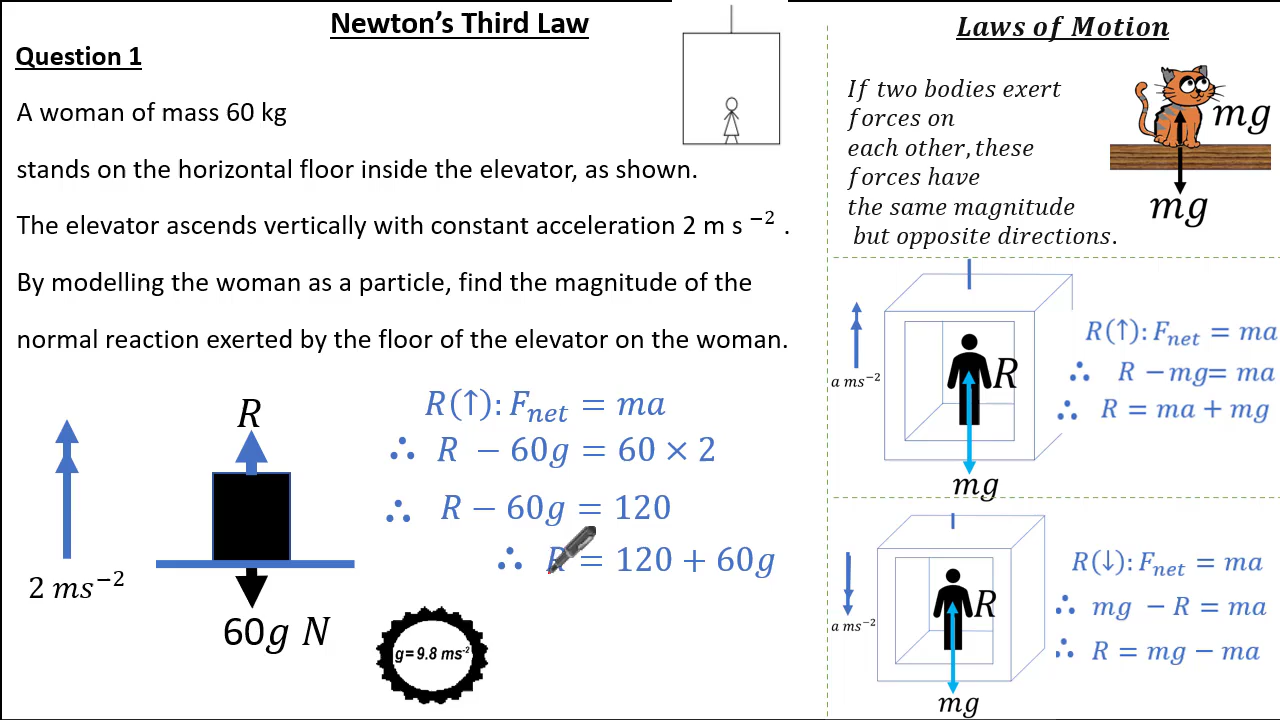 Newton's Third Law
Question 1
A woman of mass 60 kg
stands on the horizontal floor inside the elevator, as shown.
The elevator ascends vertically with constant acceleration 2 m s ⁻² .
By modelling the woman as a particle, find the magnitude of the
normal reaction exerted by the floor of the elevator on the woman.
R
2 ms⁻²
60g N
R(↑): Fₙₑₜ = ma
∴ R − 60g = 60 × 2
∴ R − 60g = 120
∴ R = 120 + 60g
g= 9.8 ms⁻²
Laws of Motion
If two bodies exert
forces on
each other, these
forces have
the same magnitude
but opposite directions.
mg
mg
a ms⁻²
R
mg
R(↑): Fₙₑₜ = ma
∴ R − mg= ma
∴ R = ma + mg
a ms⁻²
R
mg
R(↓): Fₙₑₜ = ma
∴ mg − R = ma
∴ R = mg − ma